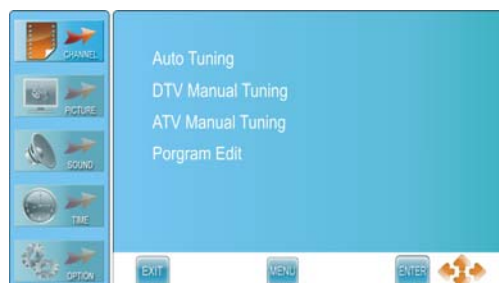 CHANNEL
PICTURE
SOUND
TIME
OPTION
Auto Tuning
DTV Manual Tuning
ATV Manual Tuning
Porgram Edit
EXIT
MENU
ENTER